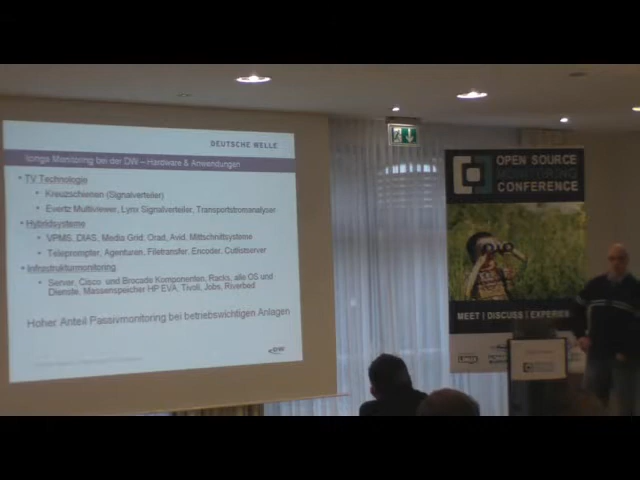 DEUTSCHE WELLE
Icinga Monitoring bei der DW – Hardware & Anwendungen
• TV Technologie
• Kreuzschienen (Signalverteiler)
• Evertz Multiviewer, Lynx Signalverteiler, Transportstromanalyser
• Hybridsysteme
• VPMS, DIAS, Media Grid, Orad, Avid, Mitschnittsysteme
• Teleprompter, Agenturen, Filetransfer, Encoder, Cutlistserver
• Infrastrukturmonitoring
• Server, Cisco und Brocade Komponenten, Racks, alle OS und
Dienste, Massenspeicher HP EVA, Tivoli, Jobs, Riverbed
Hoher Anteil Passivmonitoring bei betriebswichtigen Anlagen
OPEN SOURCE
MONITORING
CONFERENCE
MEET | DISCUSS |